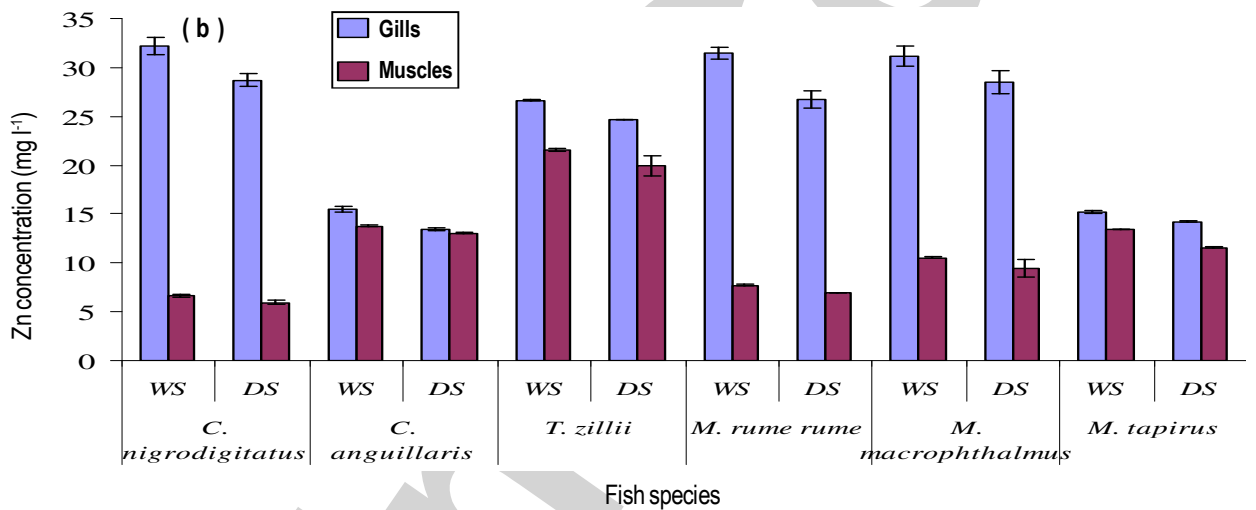 ( b )
Gills
Muscles
Zn concentration (mg l-1)
35
30
25
20
15
10
5
0
WS DS WS DS WS DS WS DS WS DS WS DS
C. nigrodigitatus
C. anguillaris
T. zillii
M. rume rume
M. macrophthalmus
M. tapirus
Fish species